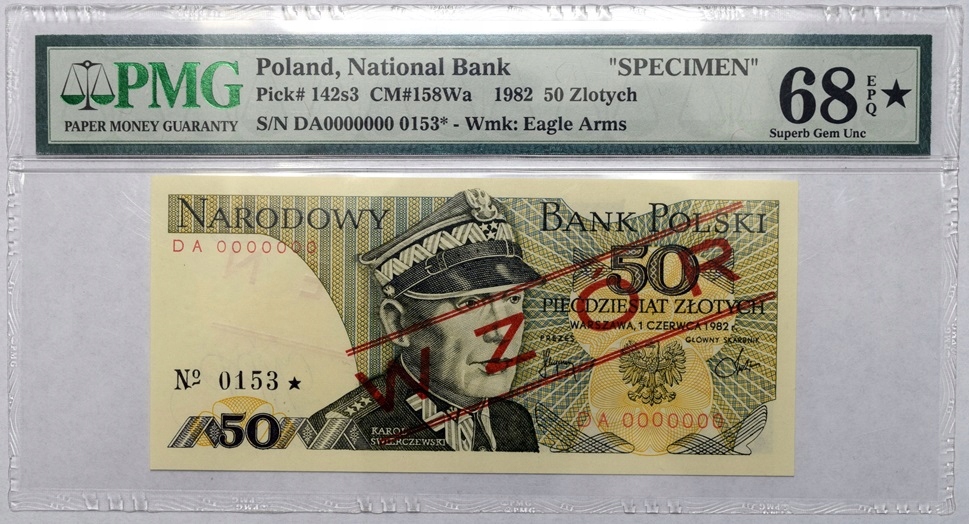 PMG
PAPER MONEY GUARANTY
Poland, National Bank "SPECIMEN"
Pick# 142s3 CM#158Wa 1982 50 Zlotych
S/N DA0000000 0153* - Wmk: Eagle Arms
68 EPQ ★
Superb Gem Unc
NARODOWY BANK POLSKI
DA 0000000
50
PIĘĆDZIESIĄT ZŁOTYCH
WARSZAWA, 1 CZERWCA 1982 r.
PREZES GŁÓWNY SKARBNIK
WZÓR
Nº 0153 ★
50
KAROL
ŚWIERCZEWSKI
DA 0000000